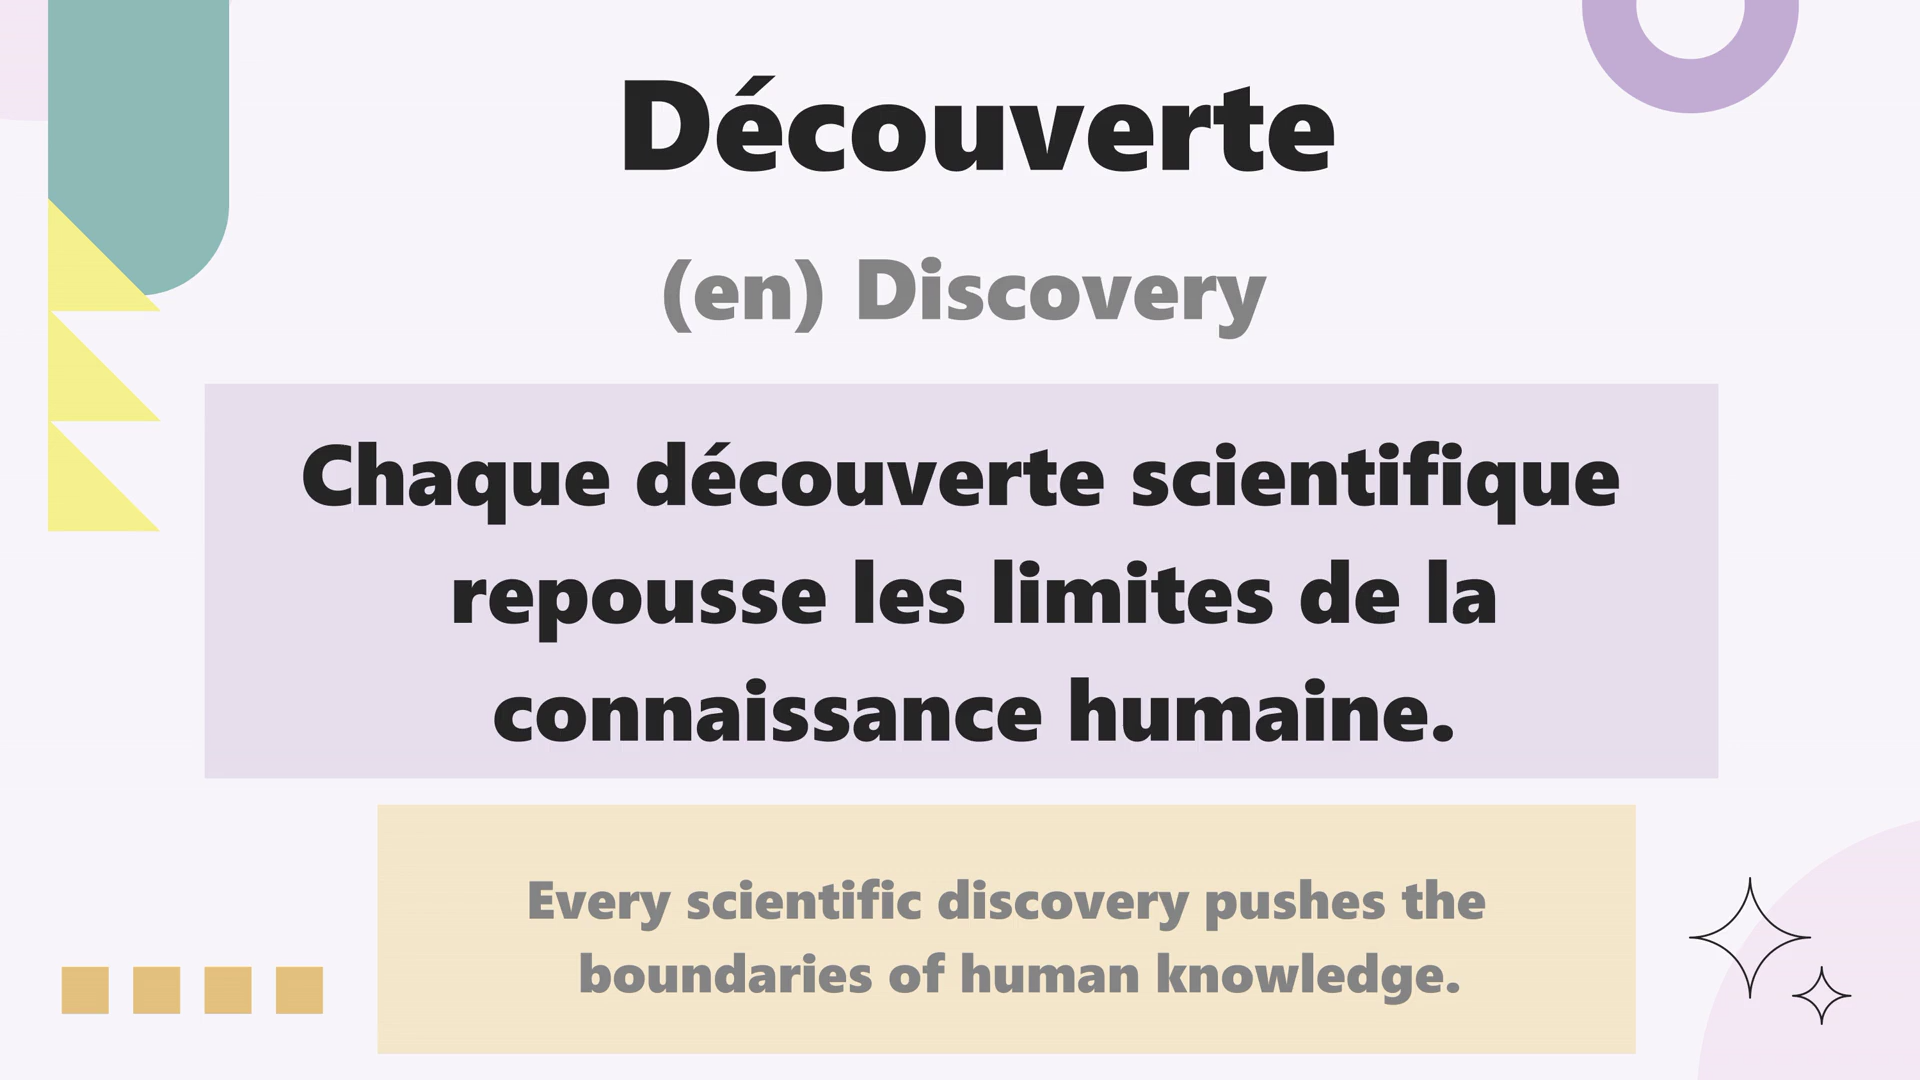 Découverte
(en) Discovery
Chaque découverte scientifique
repousse les limites de la
connaissance humaine.
Every scientific discovery pushes the
boundaries of human knowledge.